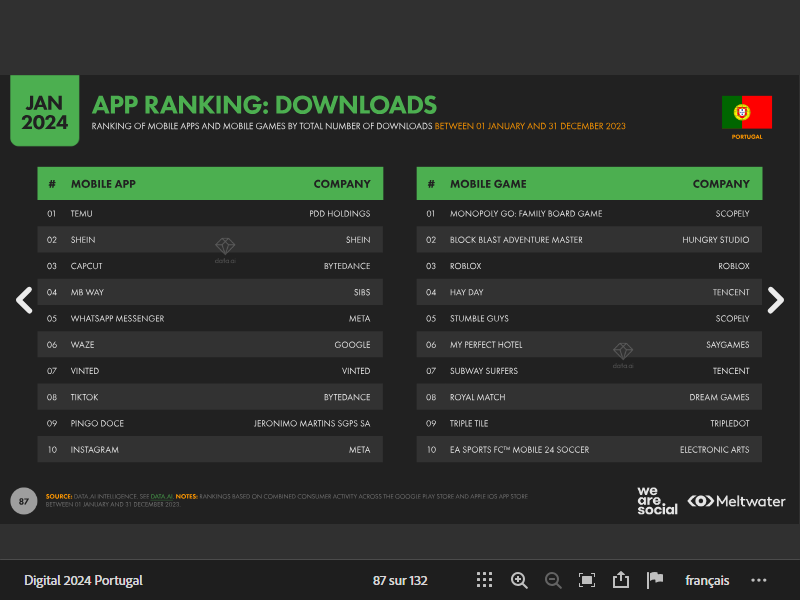 JAN
2024
APP RANKING: DOWNLOADS
RANKING OF MOBILE APPS AND MOBILE GAMES BY TOTAL NUMBER OF DOWNLOADS BETWEEN 01 JANUARY AND 31 DECEMBER 2023
PORTUGAL
# MOBILE APP COMPANY
01 TEMU PDD HOLDINGS
02 SHEIN SHEIN
03 CAPCUT BYTEDANCE
04 MB WAY SIBS
05 WHATSAPP MESSENGER META
06 WAZE GOOGLE
07 VINTED VINTED
08 TIKTOK BYTEDANCE
09 PINGO DOCE JERONIMO MARTINS SGPS SA
10 INSTAGRAM META
data.ai
# MOBILE GAME COMPANY
01 MONOPOLY GO: FAMILY BOARD GAME SCOPELY
02 BLOCK BLAST ADVENTURE MASTER HUNGRY STUDIO
03 ROBLOX ROBLOX
04 HAY DAY TENCENT
05 STUMBLE GUYS SCOPELY
06 MY PERFECT HOTEL SAYGAMES
07 SUBWAY SURFERS TENCENT
08 ROYAL MATCH DREAM GAMES
09 TRIPLE TILE TRIPLEDOT
10 EA SPORTS FC™ MOBILE 24 SOCCER ELECTRONIC ARTS
data.ai
87
SOURCE: DATA.AI INTELLIGENCE. SEE DATA.AI. NOTES: RANKINGS BASED ON COMBINED CONSUMER ACTIVITY ACROSS THE GOOGLE PLAY STORE AND APPLE IOS APP STORE
BETWEEN 01 JANUARY AND 31 DECEMBER 2023.
we
are
social
Meltwater
Digital 2024 Portugal
87 sur 132
français